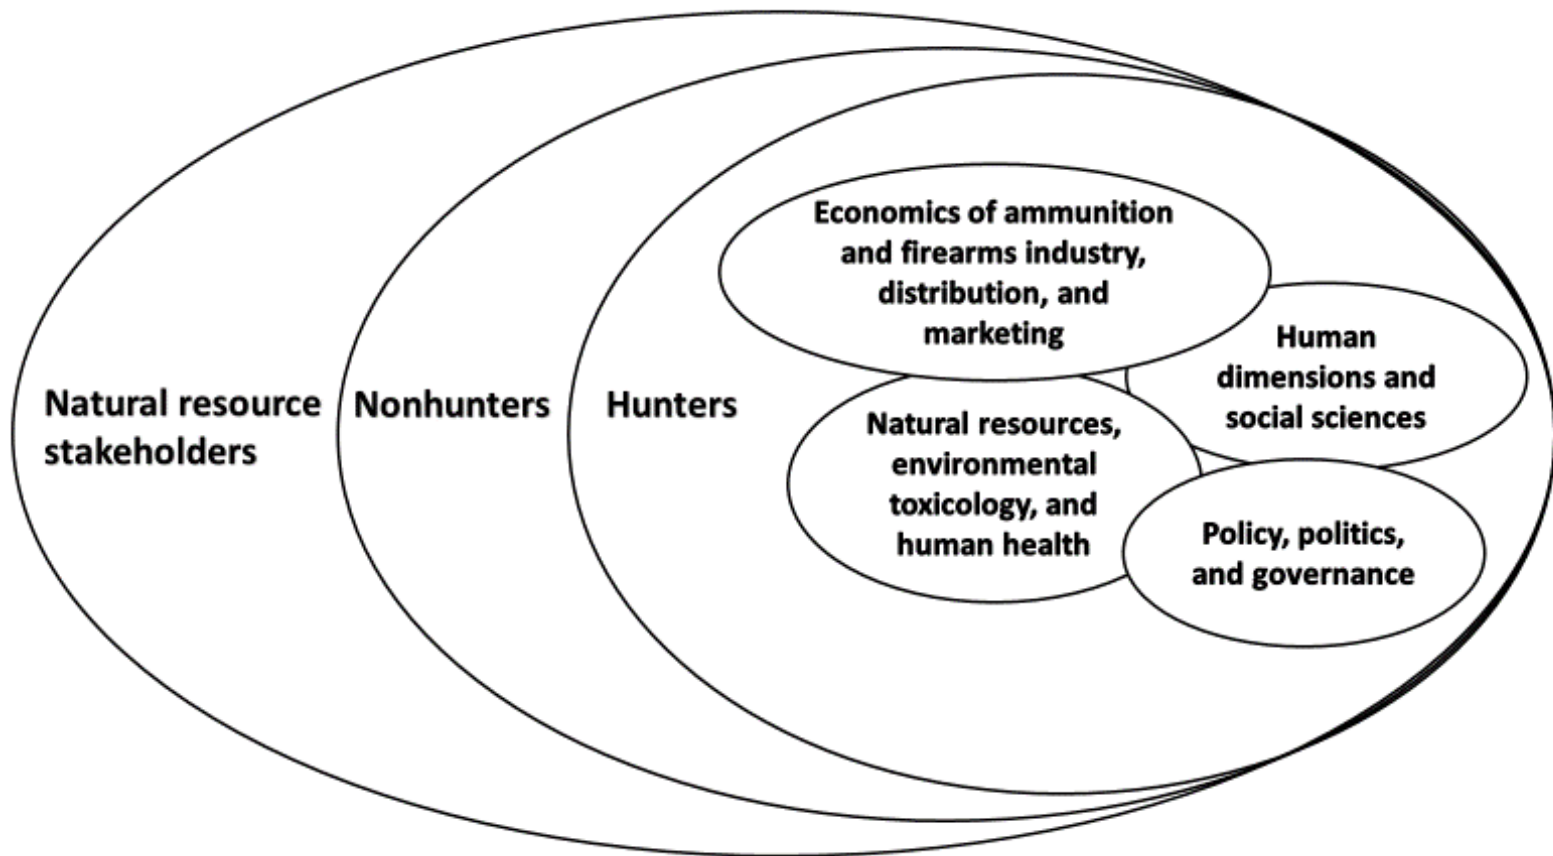 Natural resource
stakeholders
Nonhunters
Hunters
Economics of ammunition
and firearms industry,
distribution, and
marketing
Human
dimensions and
social sciences
Natural resources,
environmental
toxicology, and
human health
Policy, politics,
and governance